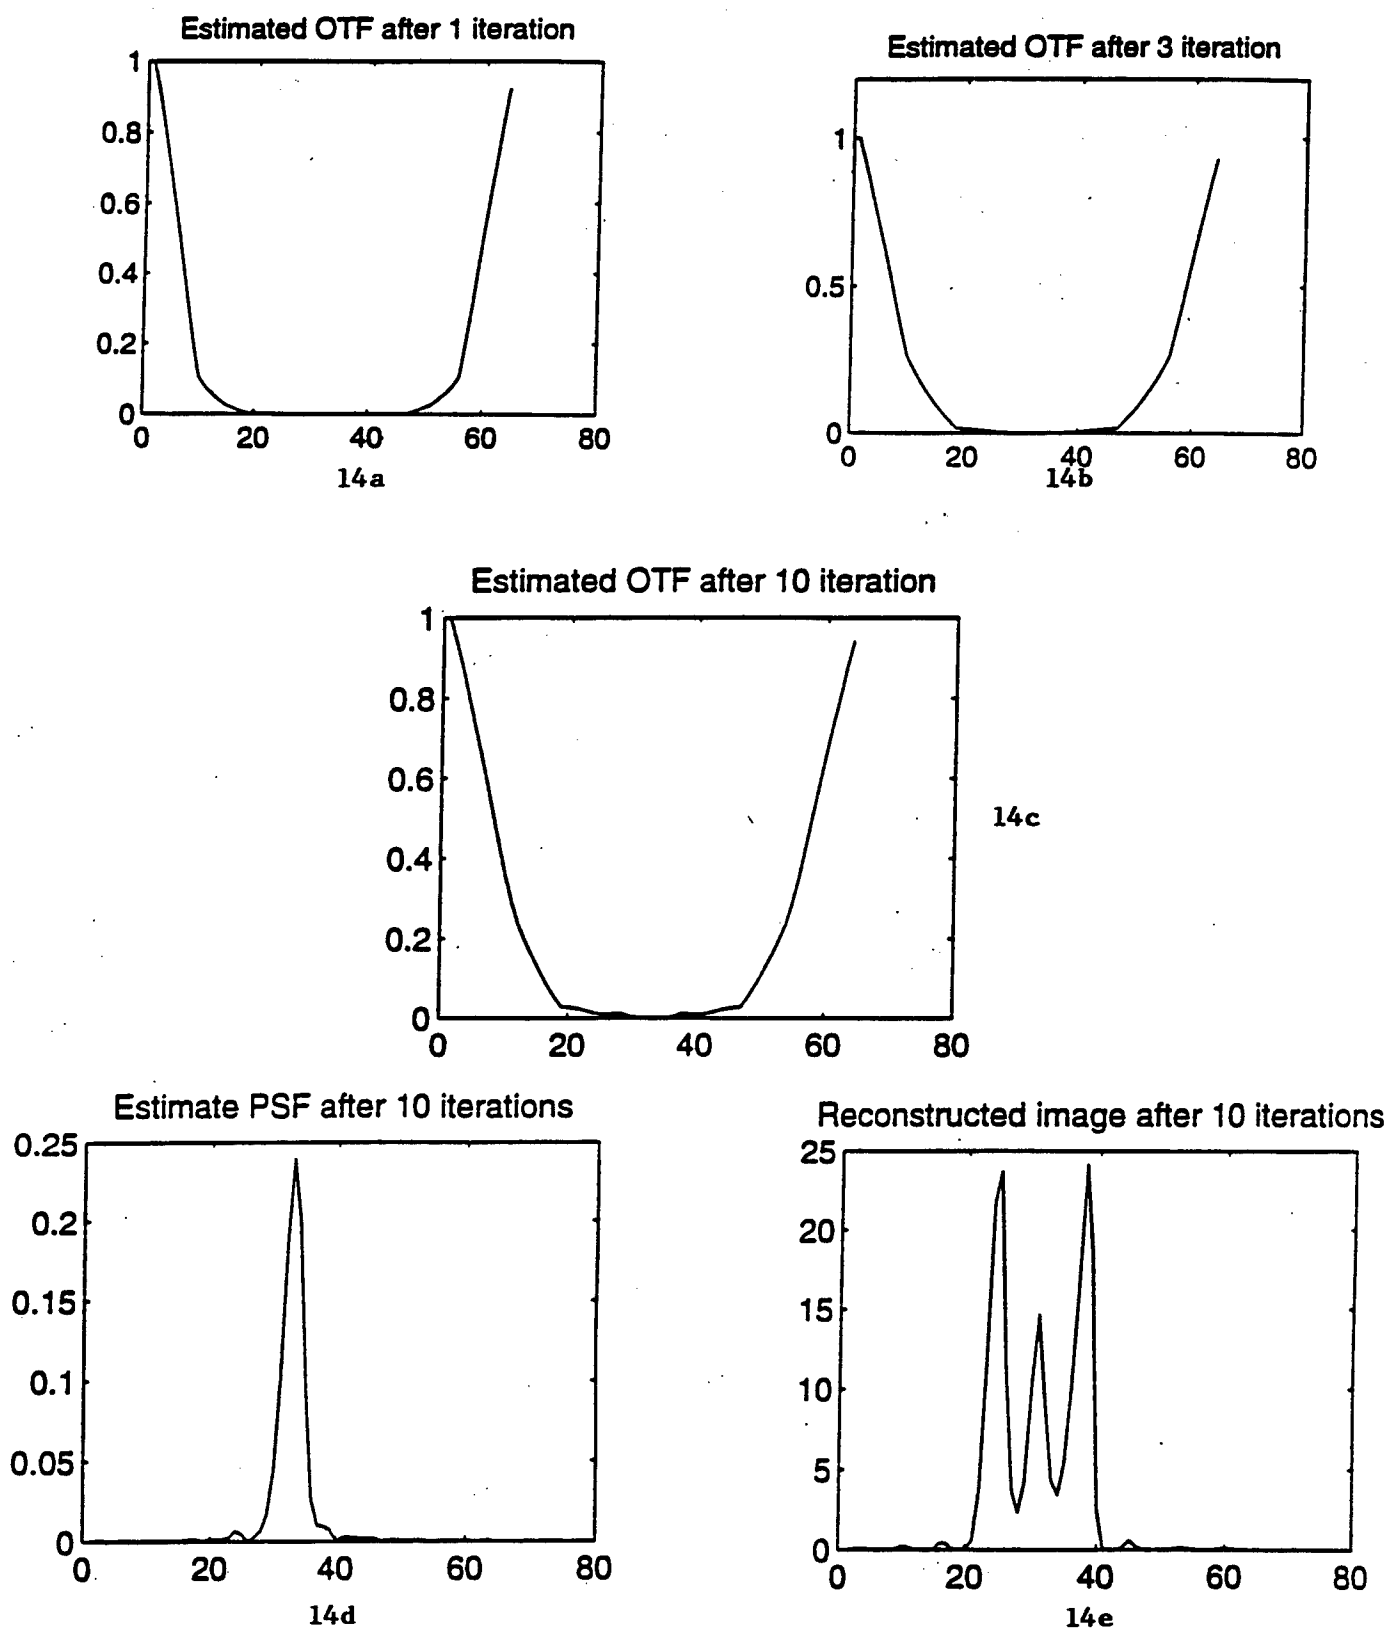 Estimated OTF after 1 iteration
1
0.8
0.6
0.4
0.2
0
0 20 40 60 80
14a
Estimated OTF after 3 iteration
1
0.5
0
0 20 40 60 80
14b
Estimated OTF after 10 iteration
1
0.8
0.6
0.4
0.2
0
0 20 40 60 80
14c
Estimate PSF after 10 iterations
0.25
0.2
0.15
0.1
0.05
0
0 20 40 60 80
14d
Reconstructed image after 10 iterations
25
20
15
10
5
0
0 20 40 60 80
14e